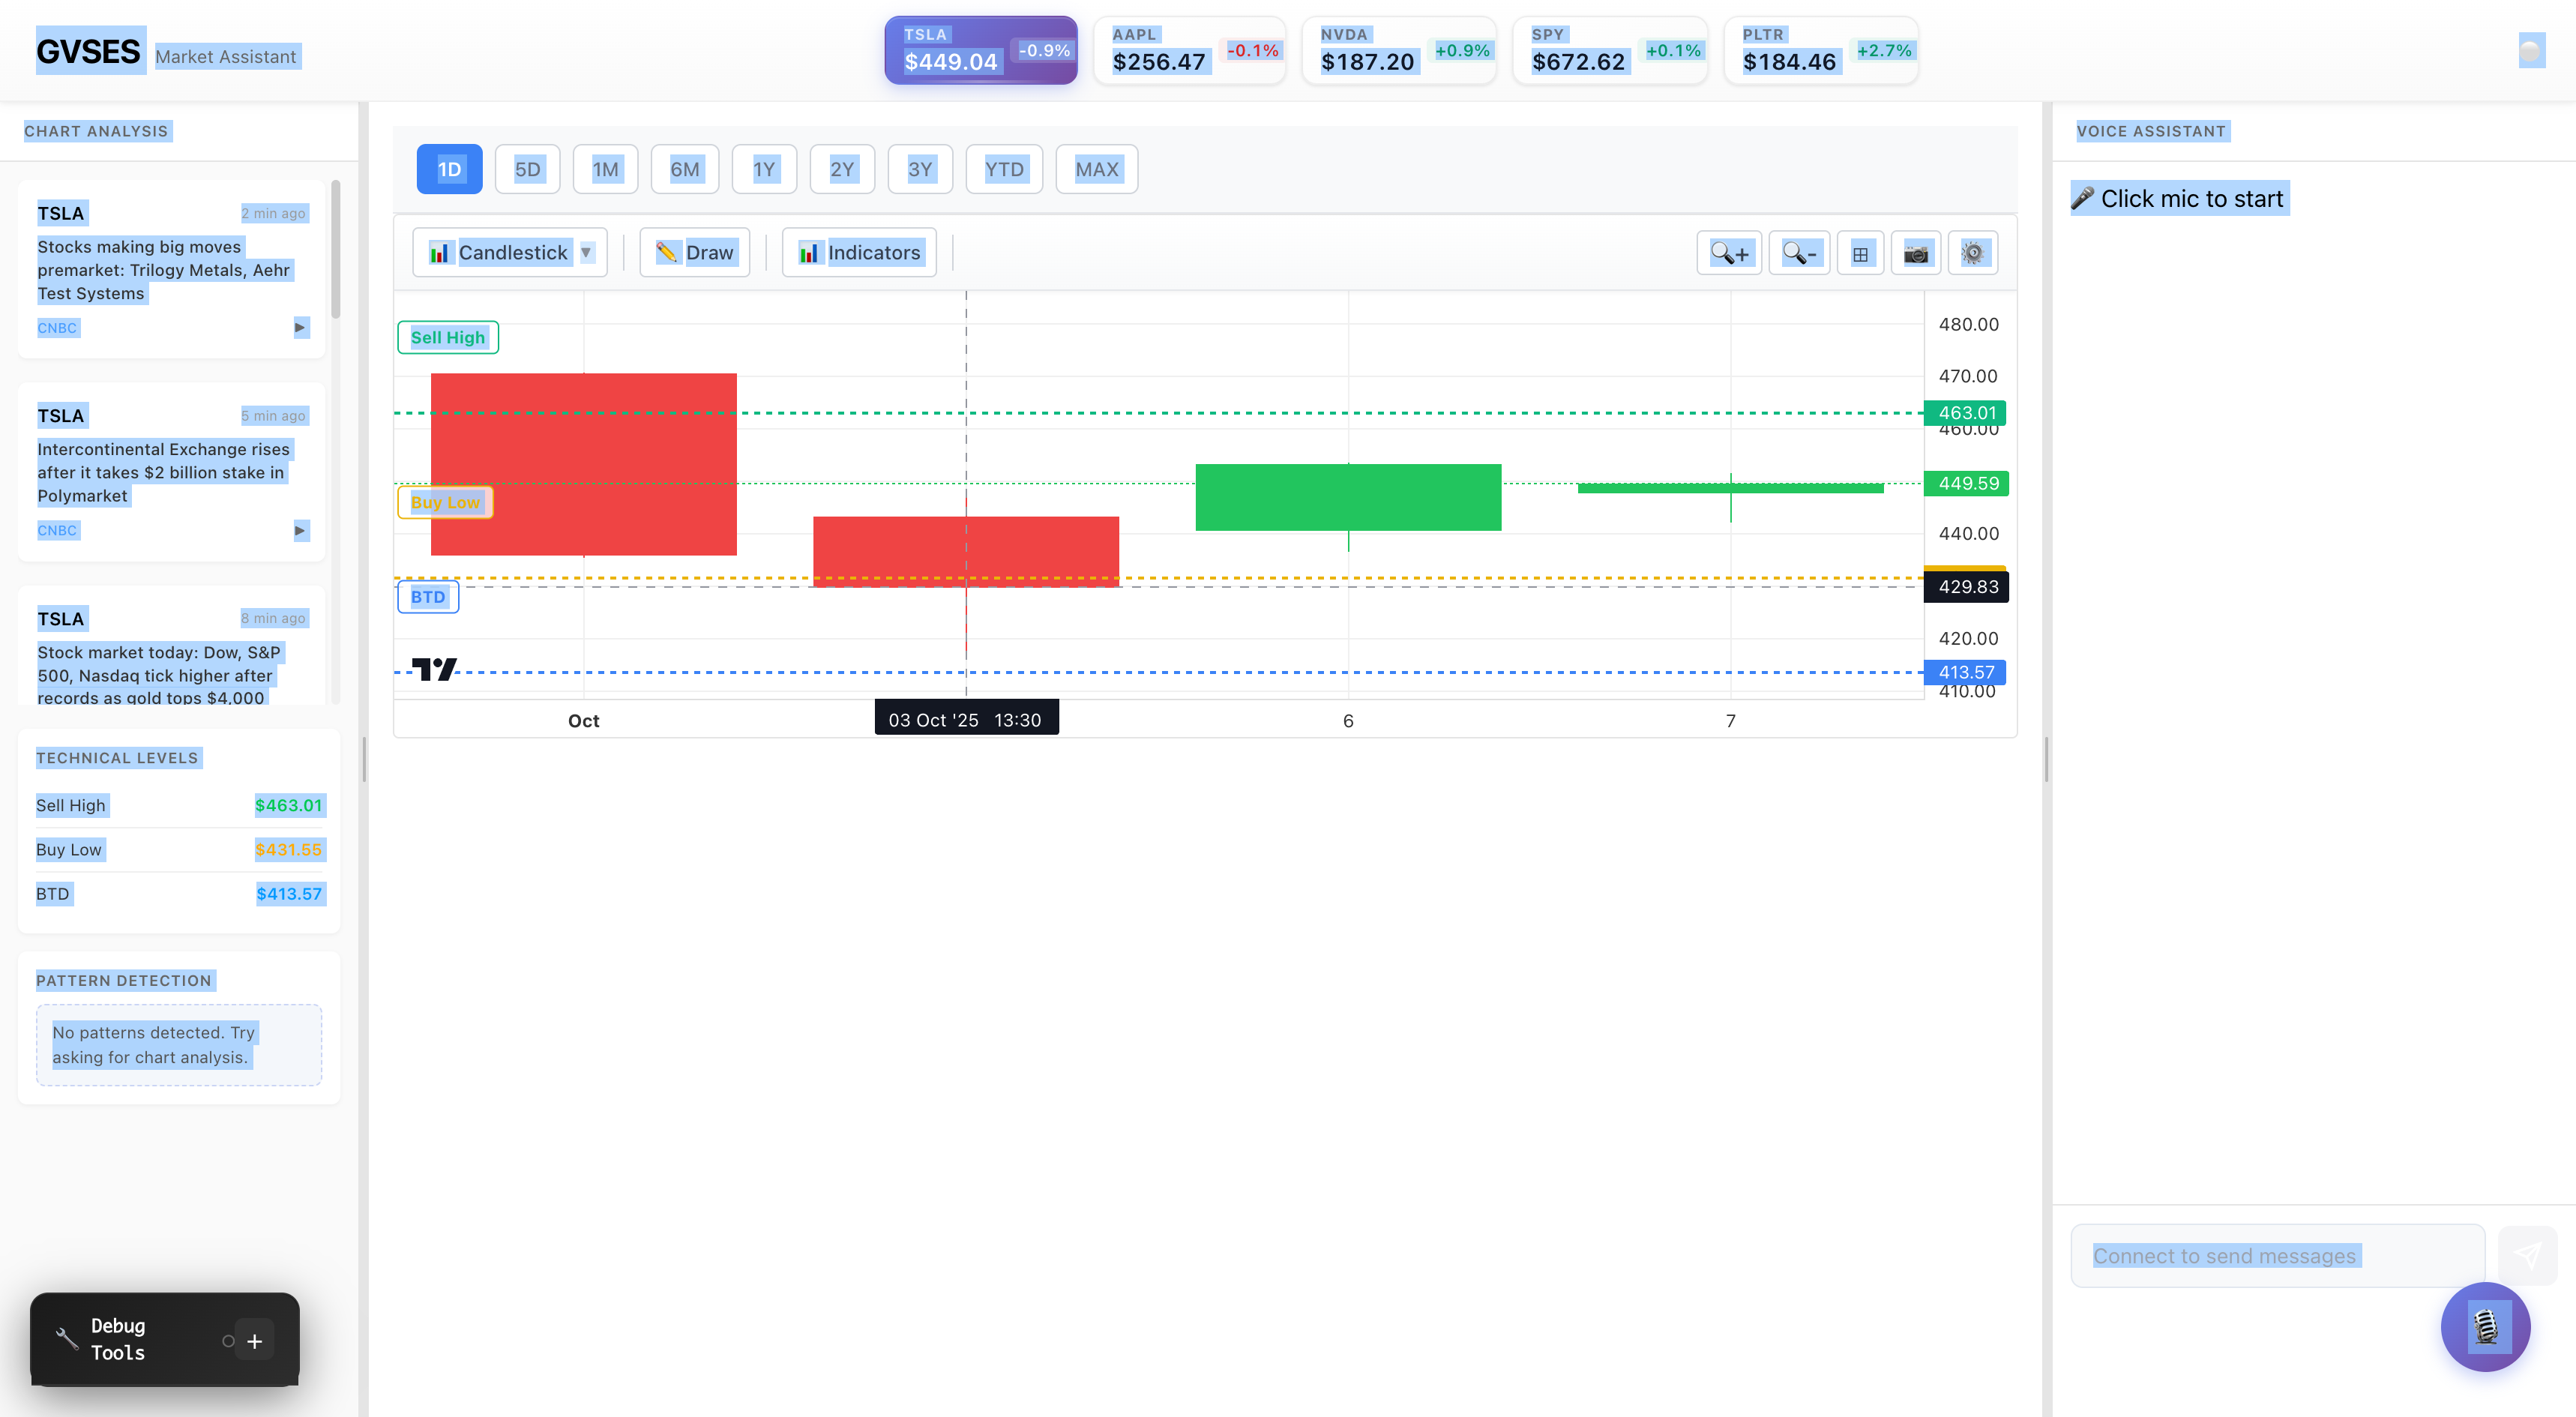 GVSES Market Assistant
TSLA
$449.04 -0.9%
AAPL
$256.47 -0.1%
NVDA
$187.20 +0.9%
SPY
$672.62 +0.1%
PLTR
$184.46 +2.7%
CHART ANALYSIS
TSLA 2 min ago
Stocks making big moves
premarket: Trilogy Metals, Aehr
Test Systems
CNBC
TSLA 5 min ago
Intercontinental Exchange rises
after it takes $2 billion stake in
Polymarket
CNBC
TSLA 8 min ago
Stock market today: Dow, S&P
500, Nasdaq tick higher after
records as gold tops $4,000
TECHNICAL LEVELS
Sell High $463.01
Buy Low $431.55
BTD $413.57
PATTERN DETECTION
No patterns detected. Try
asking for chart analysis.
Debug
Tools
+
1D 5D 1M 6M 1Y 2Y 3Y YTD MAX
Candlestick ▼ Draw Indicators
+ -
Sell High
Buy Low
BTD
480.00
470.00
463.01
460.00
449.59
440.00
429.83
420.00
413.57
410.00
Oct 03 Oct '25 13:30 6 7
VOICE ASSISTANT
Click mic to start
Connect to send messages